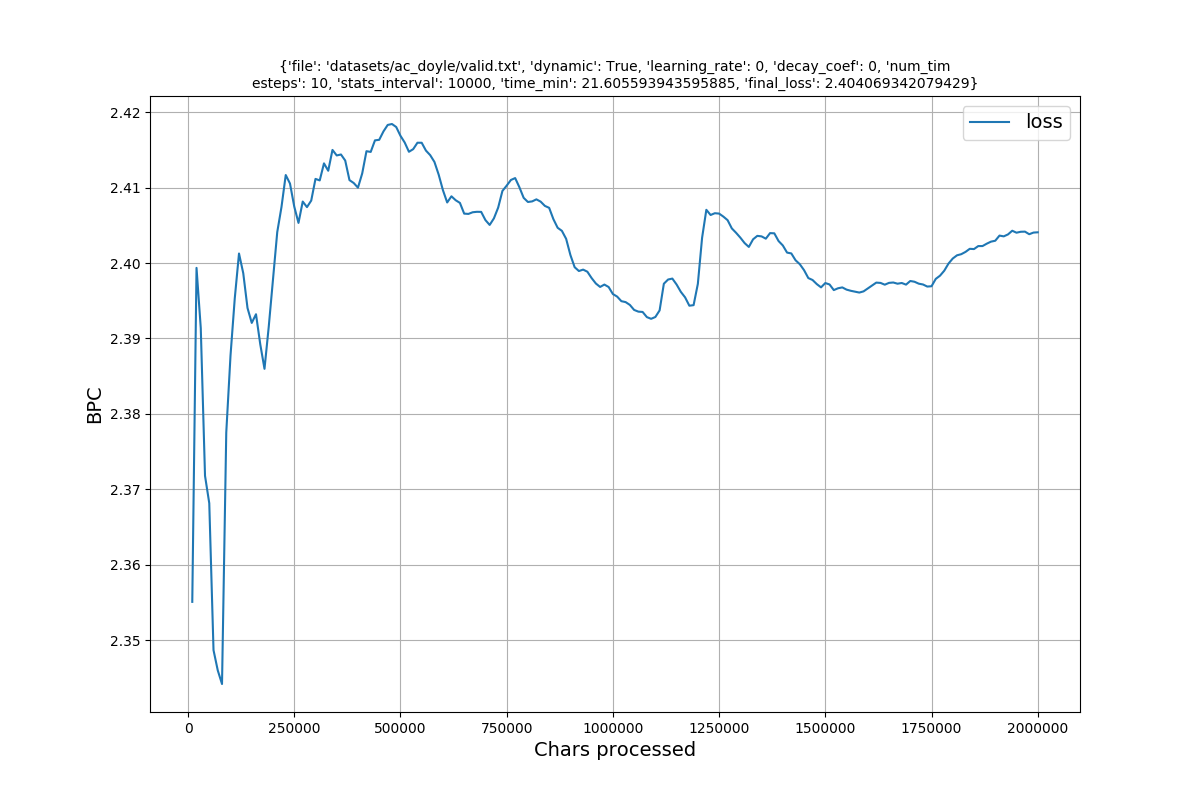 {'file': 'datasets/ac_doyle/valid.txt', 'dynamic': True, 'learning_rate': 0, 'decay_coef': 0, 'num_tim
esteps': 10, 'stats_interval': 10000, 'time_min': 21.605593943595885, 'final_loss': 2.404069342079429}
loss
2.42
2.41
2.40
2.39
2.38
2.37
2.36
2.35
BPC
0 250000 500000 750000 1000000 1250000 1500000 1750000 2000000
Chars processed